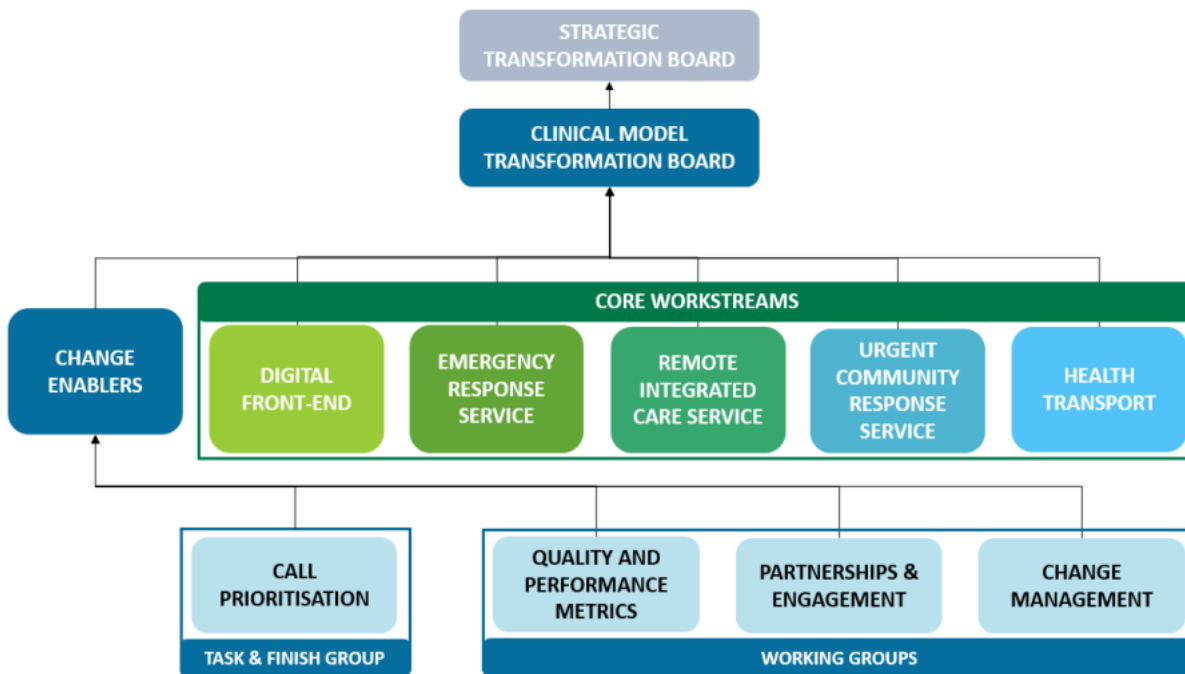 STRATEGIC
TRANSFORMATION BOARD
CLINICAL MODEL
TRANSFORMATION BOARD
CORE WORKSTREAMS
CHANGE
ENABLERS
DIGITAL
FRONT-END
EMERGENCY
RESPONSE
SERVICE
REMOTE
INTEGRATED
CARE SERVICE
URGENT
COMMUNITY
RESPONSE
SERVICE
HEALTH
TRANSPORT
CALL
PRIORITISATION
TASK & FINISH GROUP
QUALITY AND
PERFORMANCE
METRICS
PARTNERSHIPS &
ENGAGEMENT
CHANGE
MANAGEMENT
WORKING GROUPS